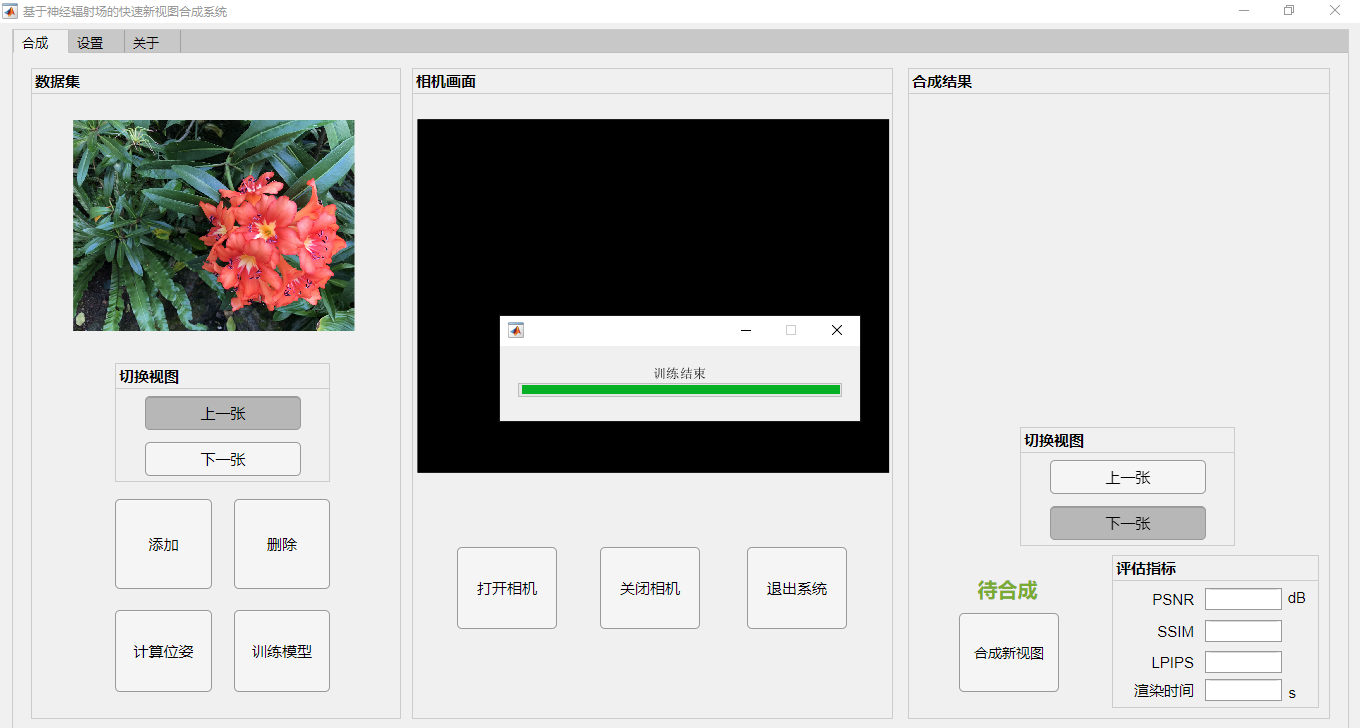 基于神经辐射场的快速新视图合成系统
合成 设置 关于
数据集
切换视图
上一张
下一张
添加 删除
计算位姿 训练模型
相机画面
训练结束
打开相机 关闭相机 退出系统
合成结果
切换视图
上一张
下一张
待合成
合成新视图
评估指标
PSNR dB
SSIM
LPIPS
渲染时间 s